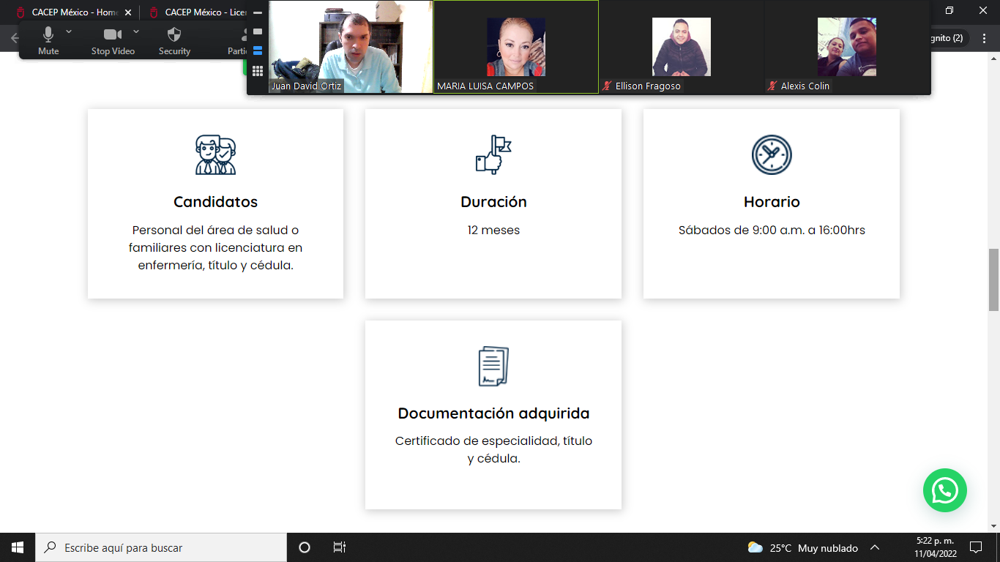 CACEP México - Home
CACEP México - Lice
Mute
Stop Video
Security
Parti
Juan David Ortiz
MARIA LUISA CAMPOS
Ellison Fragoso
Alexis Colin
gnito (2)
Candidatos
Personal del área de salud o
familiares con licenciatura en
enfermería, título y cédula.
Duración
12 meses
Horario
Sábados de 9:00 a.m. a 16:00hrs
Documentación adquirida
Certificado de especialidad, título
y cédula.
Escribe aquí para buscar
25°C Muy nublado
5:22 p. m.
11/04/2022